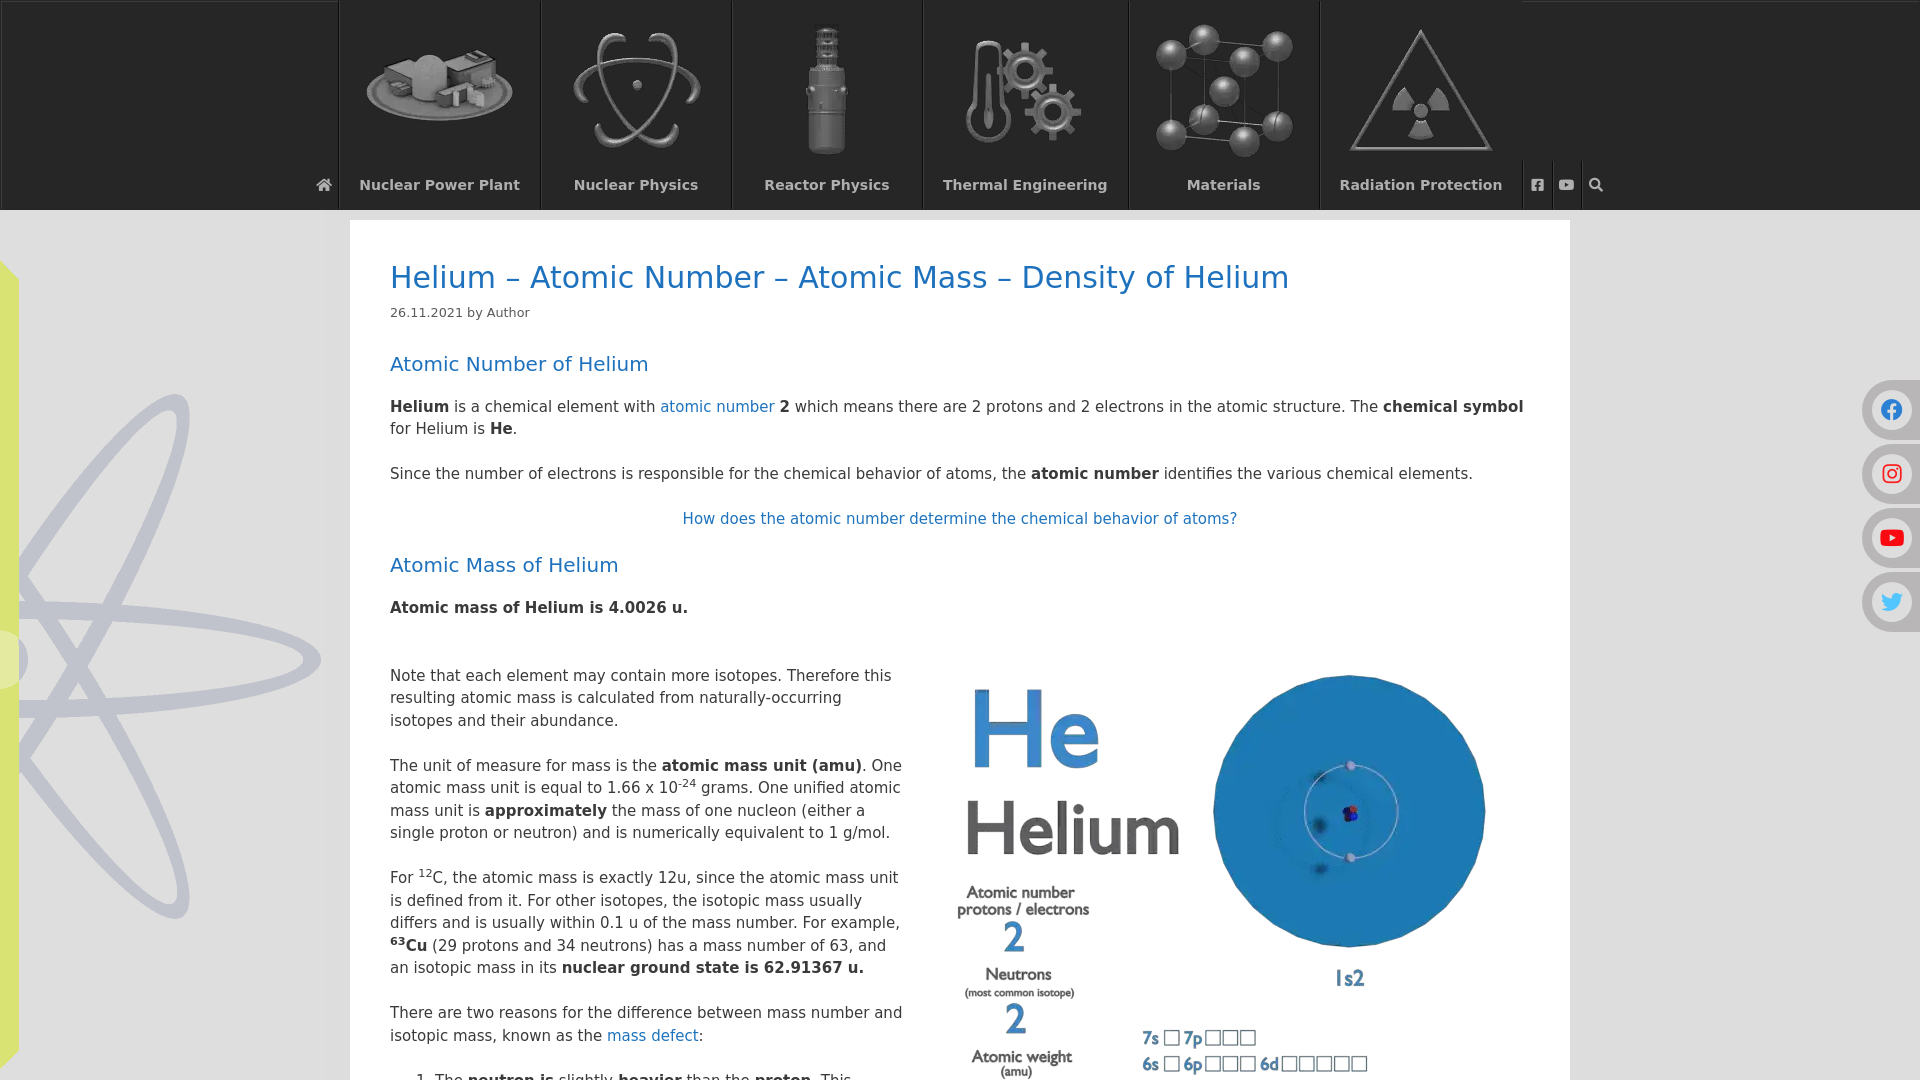 Nuclear Power Plant
Nuclear Physics
Reactor Physics
Thermal Engineering
Materials
Radiation Protection
Helium – Atomic Number – Atomic Mass – Density of Helium
26.11.2021 by Author
Atomic Number of Helium
Helium is a chemical element with atomic number 2 which means there are 2 protons and 2 electrons in the atomic structure. The chemical symbol
for Helium is He.
Since the number of electrons is responsible for the chemical behavior of atoms, the atomic number identifies the various chemical elements.
How does the atomic number determine the chemical behavior of atoms?
Atomic Mass of Helium
Atomic mass of Helium is 4.0026 u.
Note that each element may contain more isotopes. Therefore this
resulting atomic mass is calculated from naturally-occurring
isotopes and their abundance.
The unit of measure for mass is the atomic mass unit (amu). One
atomic mass unit is equal to 1.66 x 10-24 grams. One unified atomic
mass unit is approximately the mass of one nucleon (either a
single proton or neutron) and is numerically equivalent to 1 g/mol.
For 12C, the atomic mass is exactly 12u, since the atomic mass unit
is defined from it. For other isotopes, the isotopic mass usually
differs and is usually within 0.1 u of the mass number. For example,
63Cu (29 protons and 34 neutrons) has a mass number of 63, and
an isotopic mass in its nuclear ground state is 62.91367 u.
There are two reasons for the difference between mass number and
isotopic mass, known as the mass defect:
1. The neutron is slightly heavier than the proton. This
He
Helium
Atomic number
protons / electrons
2
Neutrons
(most common isotope)
2
Atomic weight
(amu)
1s2
7s 7p
6s 6p 6d